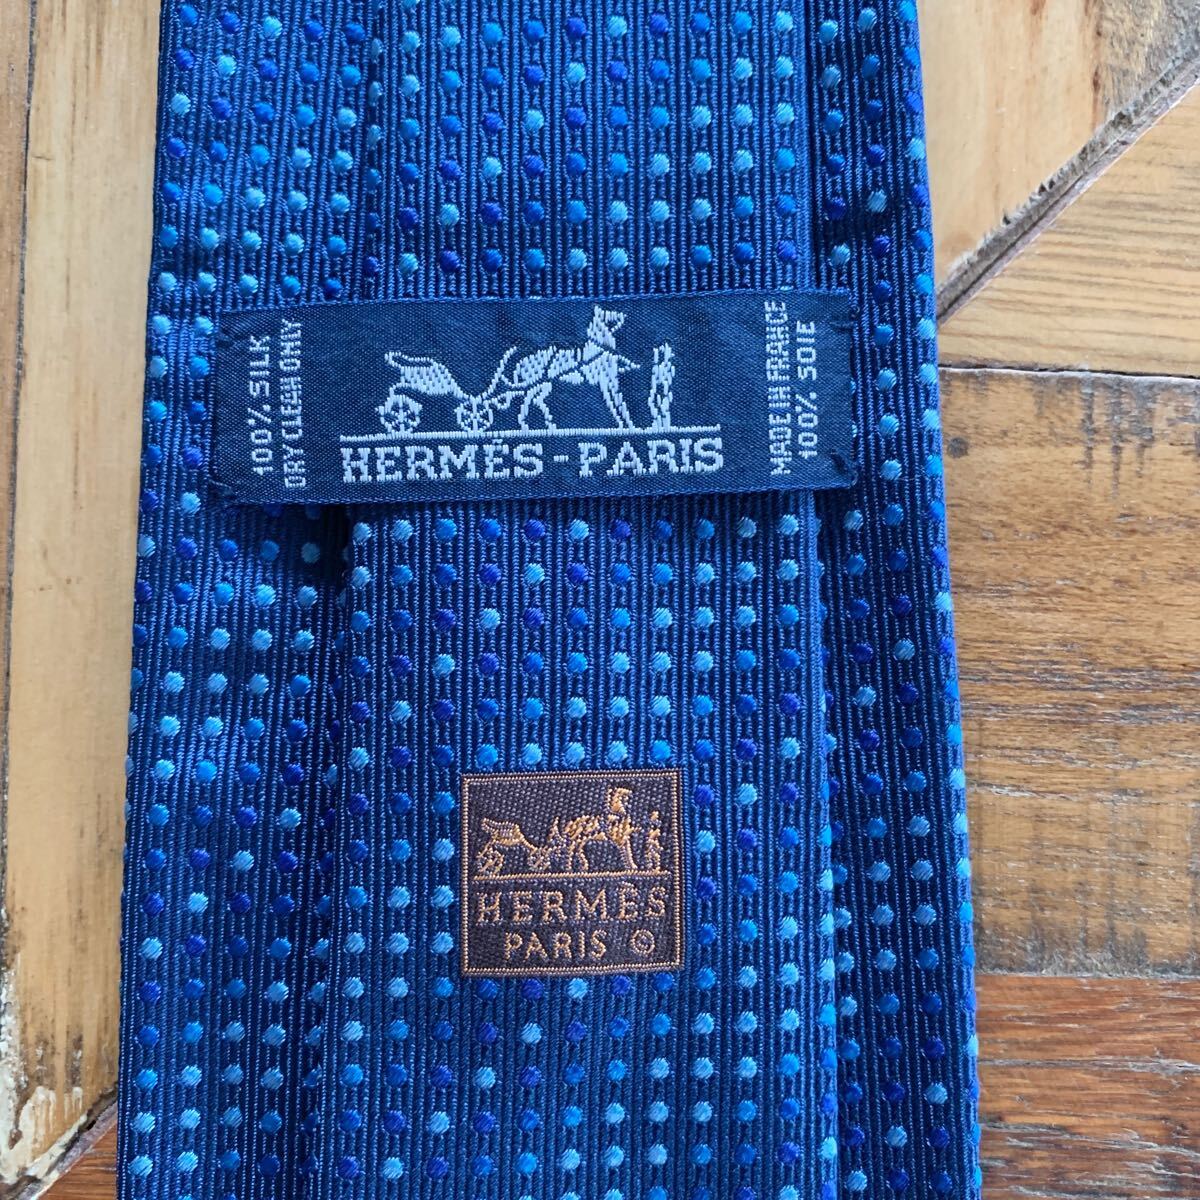 100% SILK
DRY CLEAN ONLY
HERMÈS-PARIS
MADE IN FRANCE
100% SOIE
HERMÈS
PARIS ©